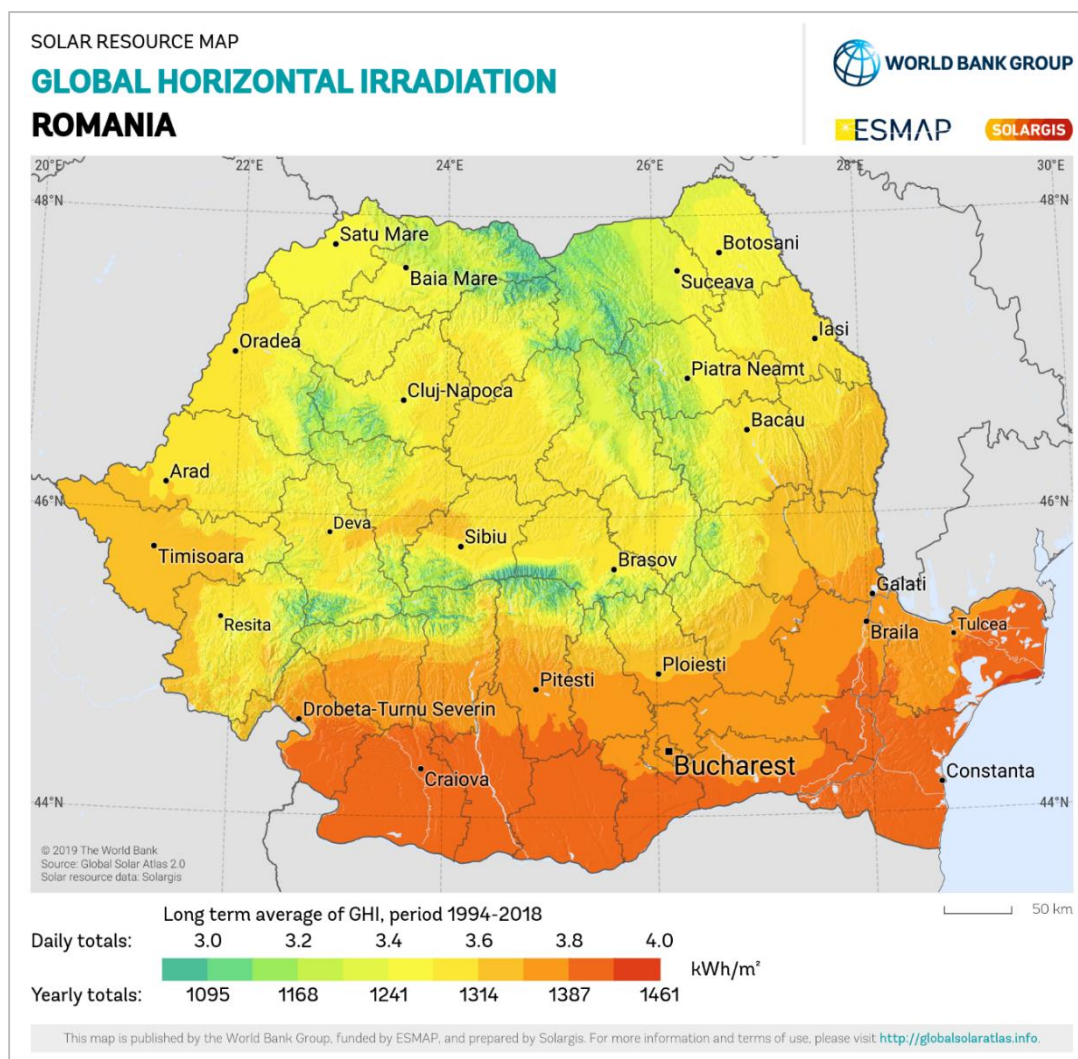 SOLAR RESOURCE MAP
GLOBAL HORIZONTAL IRRADIATION
ROMANIA
WORLD BANK GROUP
ESMAP
SOLARGIS
20°E 22°E 24°E 26°E 28°E 30°E
48°N 48°N
Satu Mare
Botosani
Baia Mare
Suceava
Oradea
Iasi
Piatra Neamt
Cluj-Napoca
Bacau
Arad
46°N 46°N
Deva
Sibiu
Timisoara
Brasov
Galati
Resita
Braila
Tulcea
Ploiesti
Pitesti
Drobeta-Turnu Severin
Bucharest
Craiova
Constanta
44°N 44°N
© 2019 The World Bank
Source: Global Solar Atlas 2.0
Solar resource data: Solargis
Long term average of GHI, period 1994-2018
50 km
Daily totals: 3.0 3.2 3.4 3.6 3.8 4.0
kWh/m²
Yearly totals: 1095 1168 1241 1314 1387 1461
This map is published by the World Bank Group, funded by ESMAP, and prepared by Solargis. For more information and terms of use, please visit http://globalsolaratlas.info.